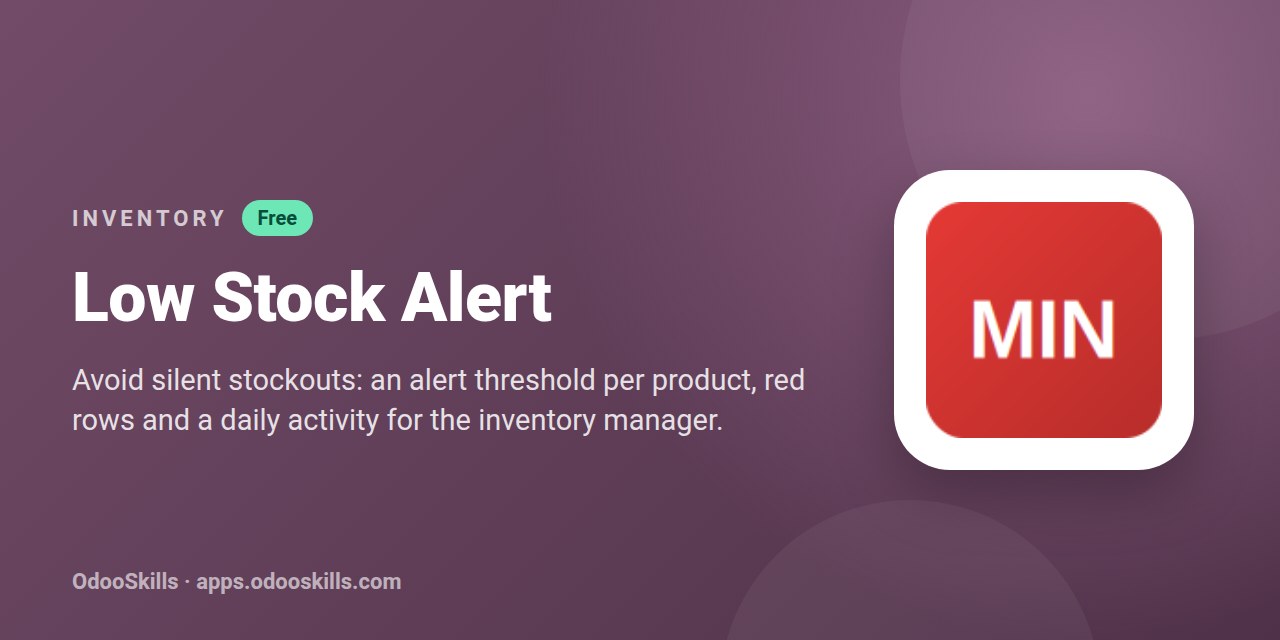 INVENTORY Free
Low Stock Alert
Avoid silent stockouts: an alert threshold per product, red
rows and a daily activity for the inventory manager.
MIN
OdooSkills · apps.odooskills.com